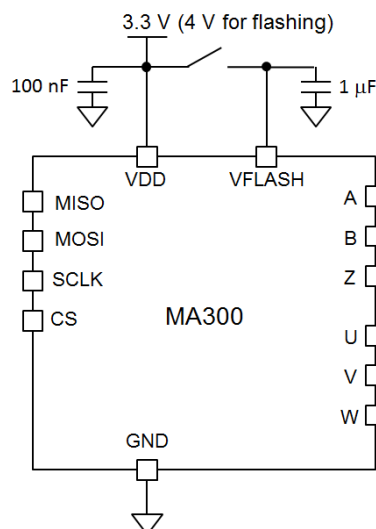 3.3 V (4 V for flashing)
100 nF
1 μF
VDD
VFLASH
MISO
MOSI
SCLK
CS
MA300
A
B
Z
U
V
W
GND